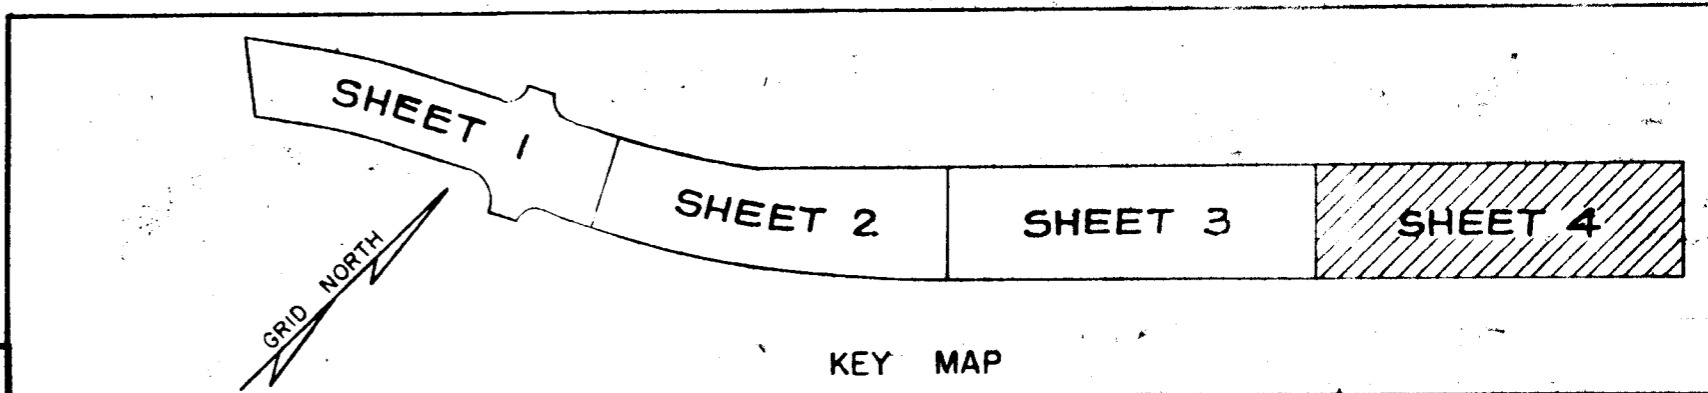 SHEET 1
SHEET 2
SHEET 3
SHEET 4
GRID NORTH
KEY MAP